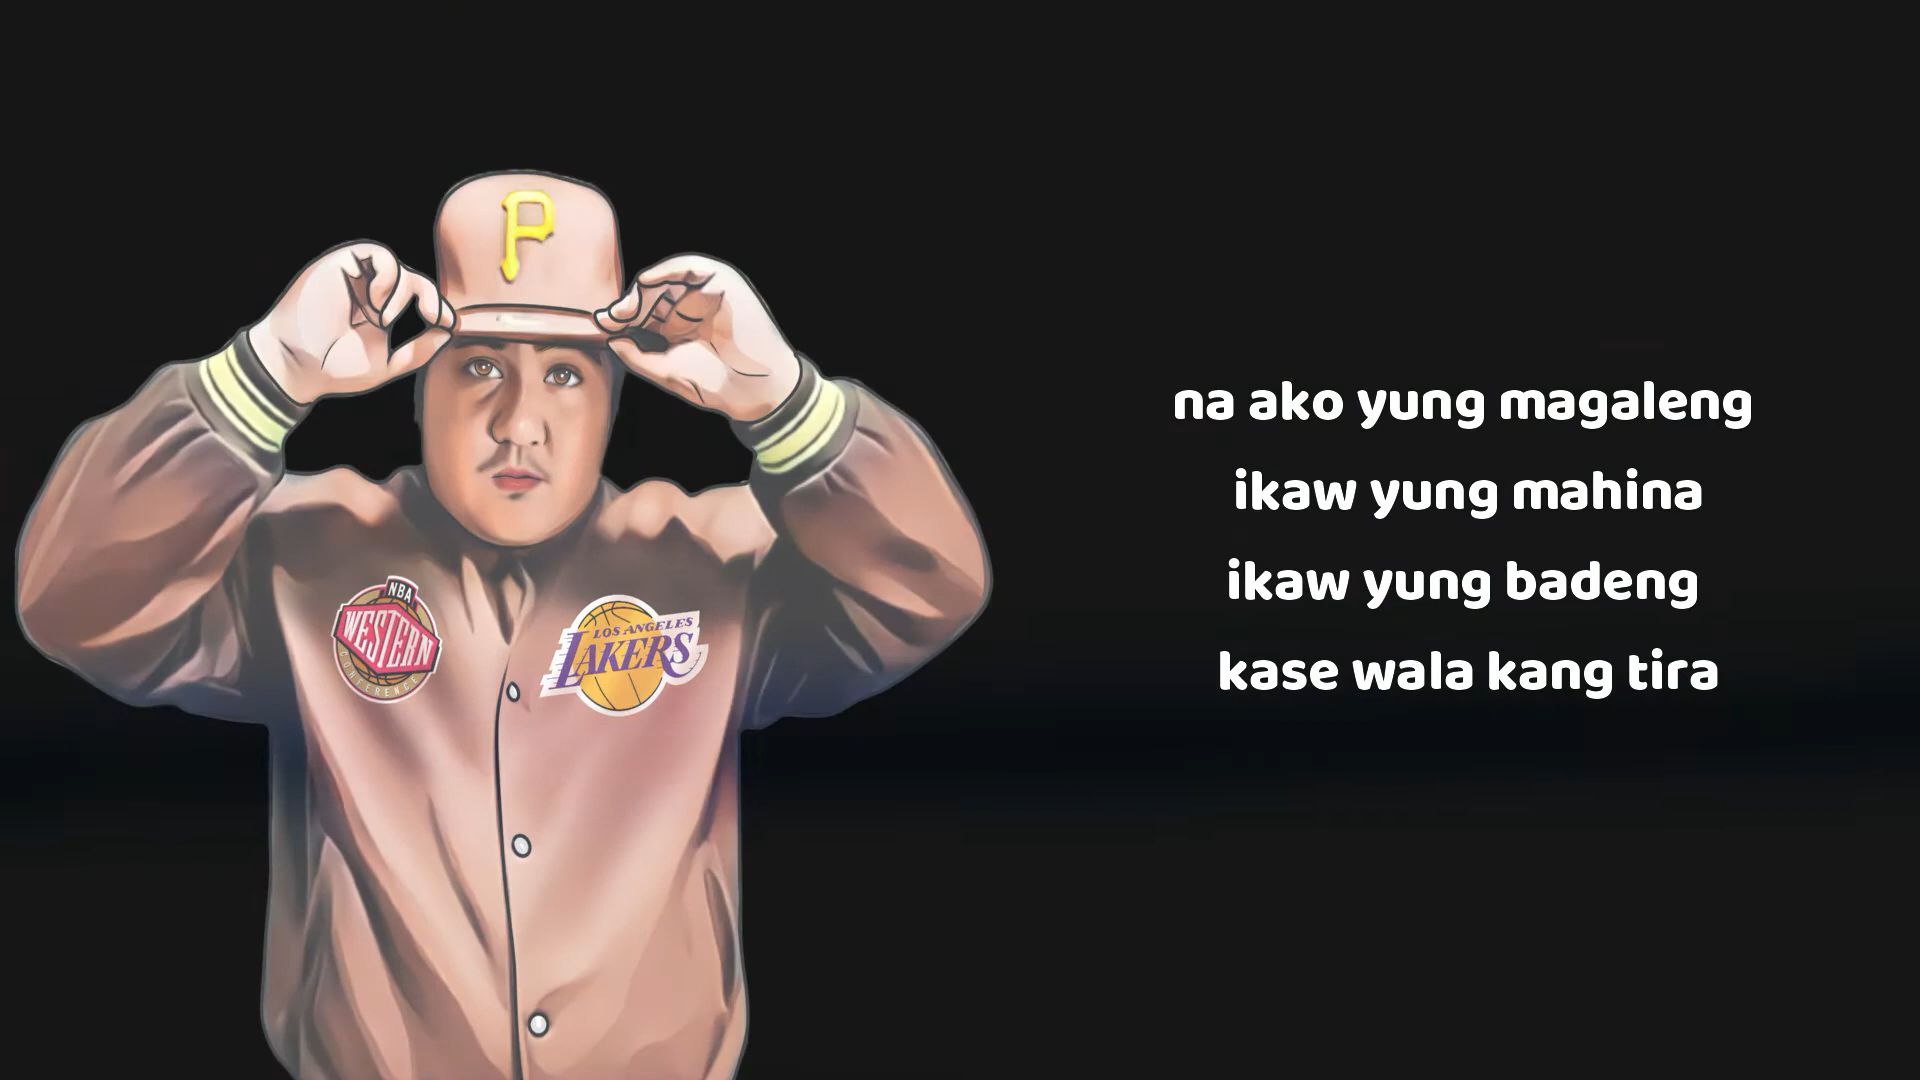 P
NBA
WESTERN
CONFERENCE
LOS ANGELES
LAKERS
na ako yung magaleng
ikaw yung mahina
ikaw yung badeng
kase wala kang tira